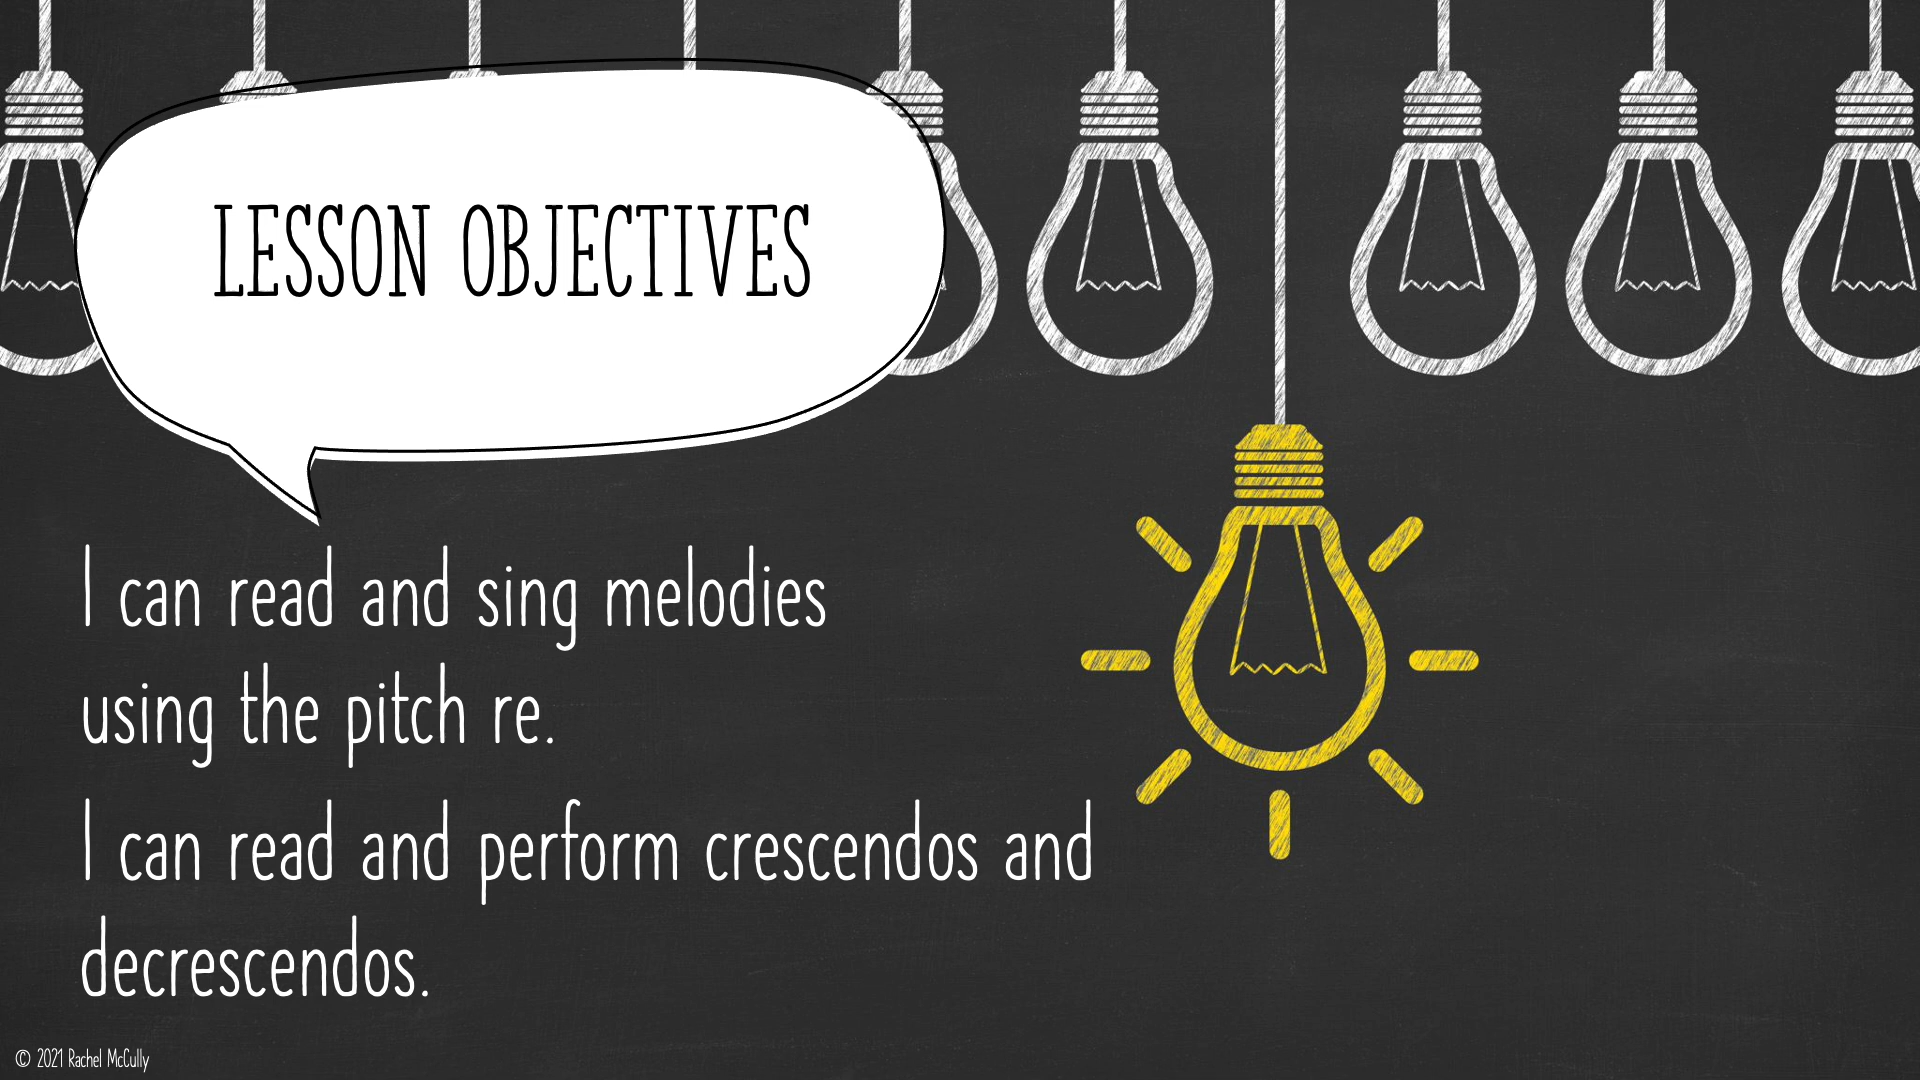 LESSON OBJECTIVES
I can read and sing melodies
using the pitch re.
I can read and perform crescendos and
decrescendos.
© 2021 Rachel McCully